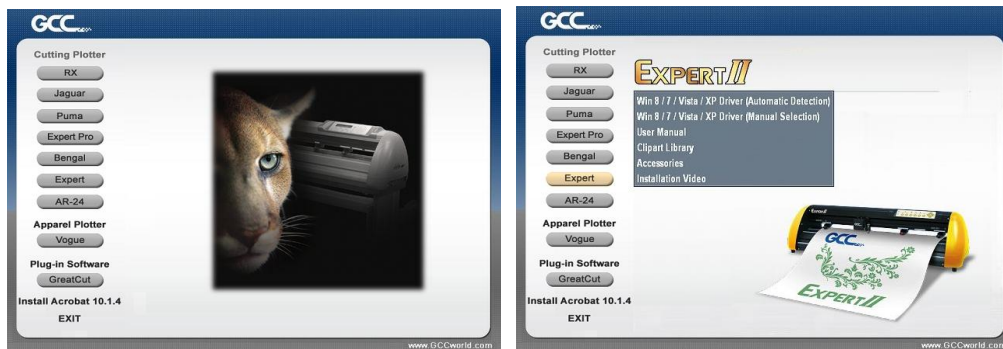 GCC
Cutting Plotter
RX
Jaguar
Puma
Expert Pro
Bengal
Expert
AR-24
Apparel Plotter
Vogue
Plug-in Software
GreatCut
Install Acrobat 10.1.4
EXIT
www.GCCworld.com
GCC
Cutting Plotter
RX
Jaguar
Puma
Expert Pro
Bengal
Expert
AR-24
Apparel Plotter
Vogue
Plug-in Software
GreatCut
Install Acrobat 10.1.4
EXIT
EXPERT II
Win 8 / 7 / Vista / XP Driver (Automatic Detection)
Win 8 / 7 / Vista / XP Driver (Manual Selection)
User Manual
Clipart Library
Accessories
Installation Video
GCC
EXPERT II
www.GCCworld.com